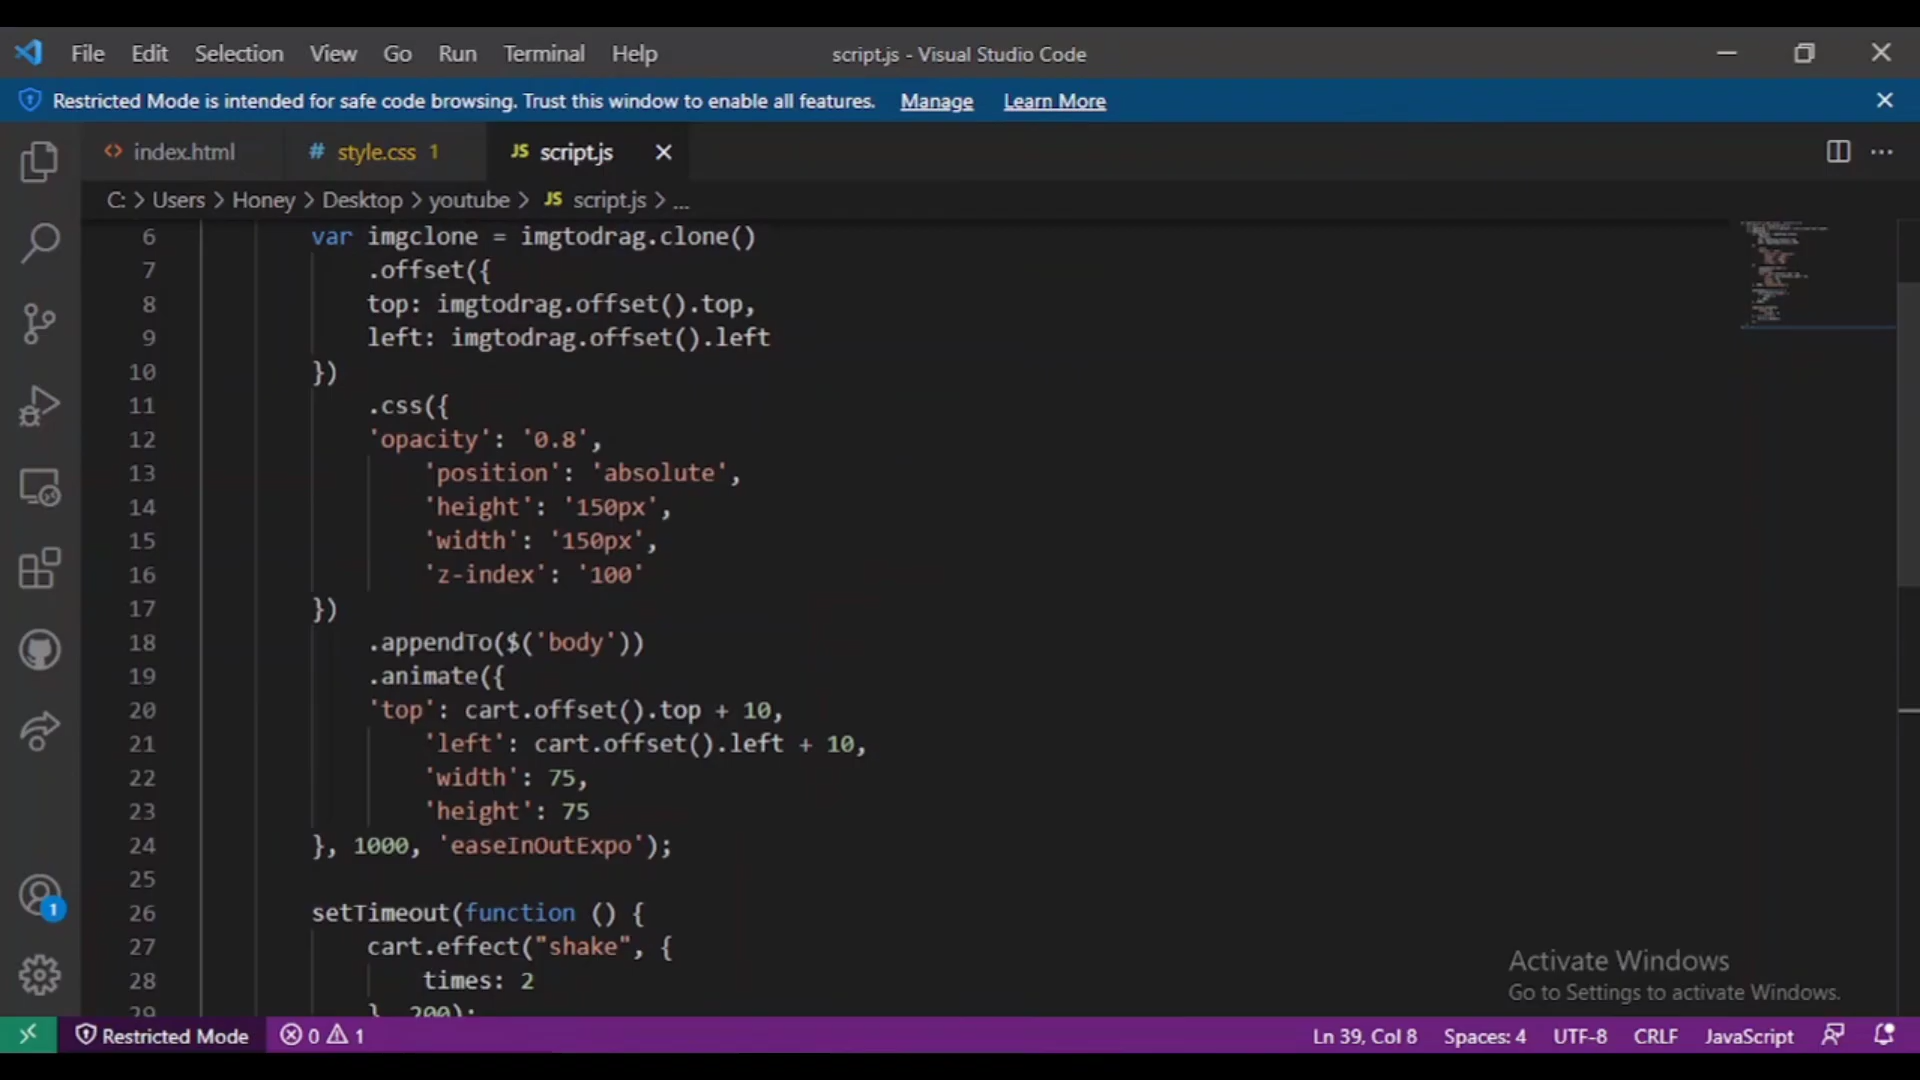 File Edit Selection View Go Run Terminal Help script.js - Visual Studio Code
Restricted Mode is intended for safe code browsing. Trust this window to enable all features. Manage Learn More
index.html # style.css 1 JS script.js
C: > Users > Honey > Desktop > youtube > JS script.js > ...
6 var imgclone = imgtodrag.clone()
7 .offset({
8 top: imgtodrag.offset().top,
9 left: imgtodrag.offset().left
10 })
11 .css({
12 'opacity': '0.8',
13 'position': 'absolute',
14 'height': '150px',
15 'width': '150px',
16 'z-index': '100'
17 })
18 .appendTo($('body'))
19 .animate({
20 'top': cart.offset().top + 10,
21 'left': cart.offset().left + 10,
22 'width': 75,
23 'height': 75
24 }, 1000, 'easeInOutExpo');
25
26 setTimeout(function () {
27 cart.effect("shake", {
28 times: 2
29 }, 200);
1
Activate Windows
Go to Settings to activate Windows.
Restricted Mode 0 1 Ln 39, Col 8 Spaces: 4 UTF-8 CRLF JavaScript